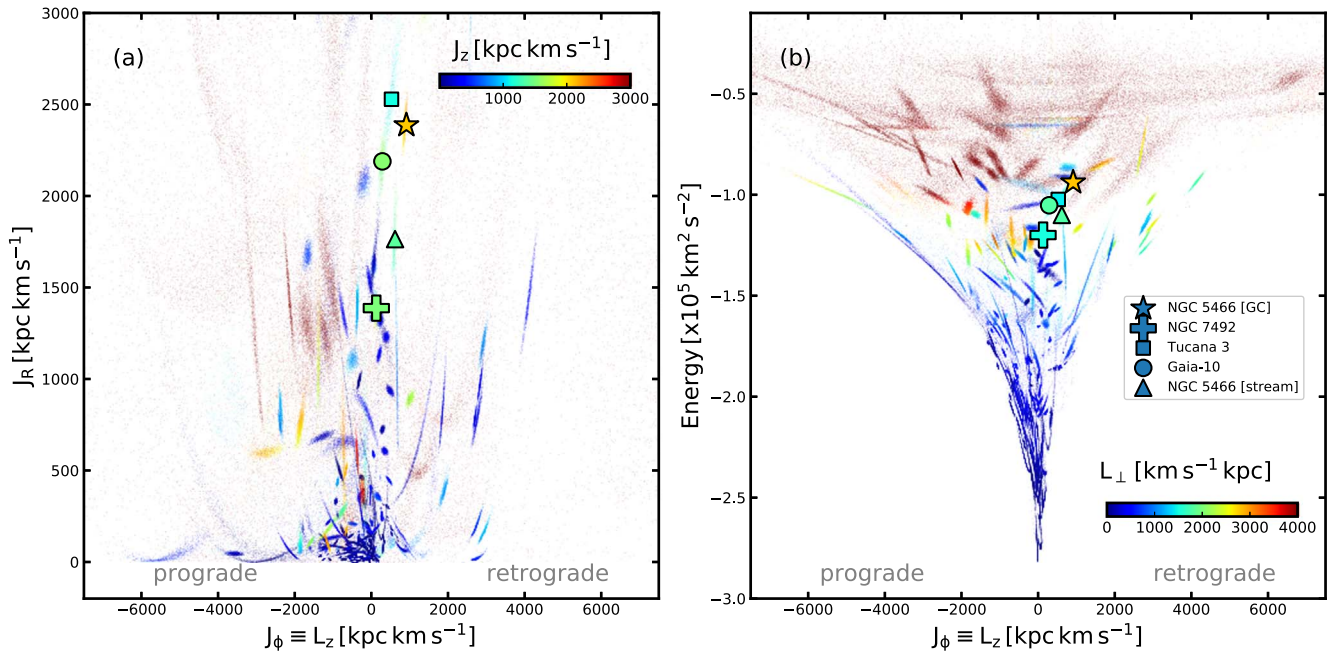 (a)
J_z [kpc km s⁻¹]
1000 2000 3000
3000
2500
2000
1500
1000
500
0
J_R [kpc km s⁻¹]
prograde
retrograde
−6000 −4000 −2000 0 2000 4000 6000
J_ϕ ≡ L_z [kpc km s⁻¹]
(b)
−0.5
−1.0
−1.5
−2.0
−2.5
−3.0
Energy [x10⁵ km² s⁻²]
NGC 5466 [GC]
NGC 7492
Tucana 3
Gaia-10
NGC 5466 [stream]
L_⊥ [km s⁻¹ kpc]
0 1000 2000 3000 4000
prograde
retrograde
−6000 −4000 −2000 0 2000 4000 6000
J_ϕ ≡ L_z [kpc km s⁻¹]